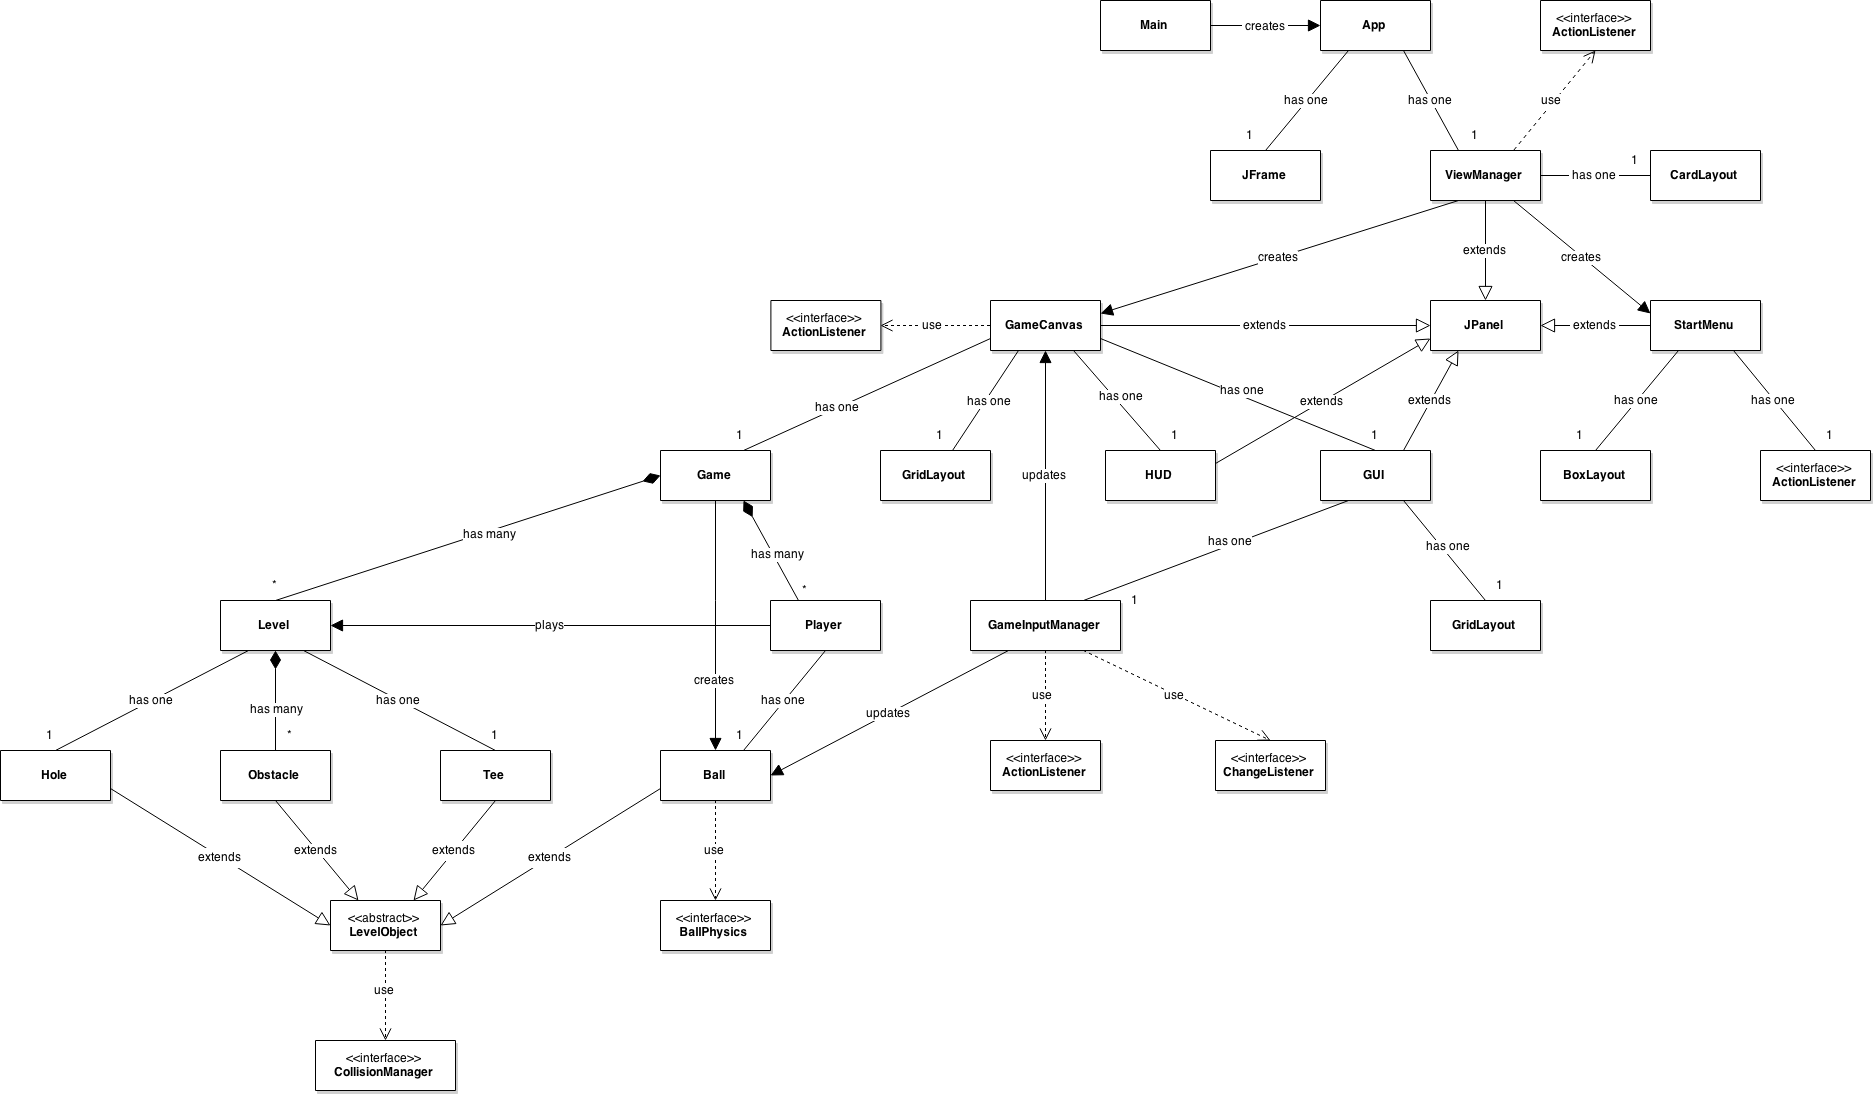 Main
creates
App
<<interface>>
ActionListener
has one
has one
use
1
1
JFrame
ViewManager
has one
1
CardLayout
creates
extends
creates
<<interface>>
ActionListener
use
GameCanvas
extends
JPanel
extends
StartMenu
has one
has one
has one
has one
extends
extends
has one
has one
1
1
1
1
1
1
Game
GridLayout
updates
HUD
GUI
BoxLayout
<<interface>>
ActionListener
has many
has many
has one
has one
*
*
1
1
Level
plays
Player
GameInputManager
GridLayout
has one
has many
has one
creates
has one
updates
use
use
1
*
1
1
Hole
Obstacle
Tee
Ball
<<interface>>
ActionListener
<<interface>>
ChangeListener
extends
extends
extends
extends
use
<<abstract>>
LevelObject
<<interface>>
BallPhysics
use
<<interface>>
CollisionManager